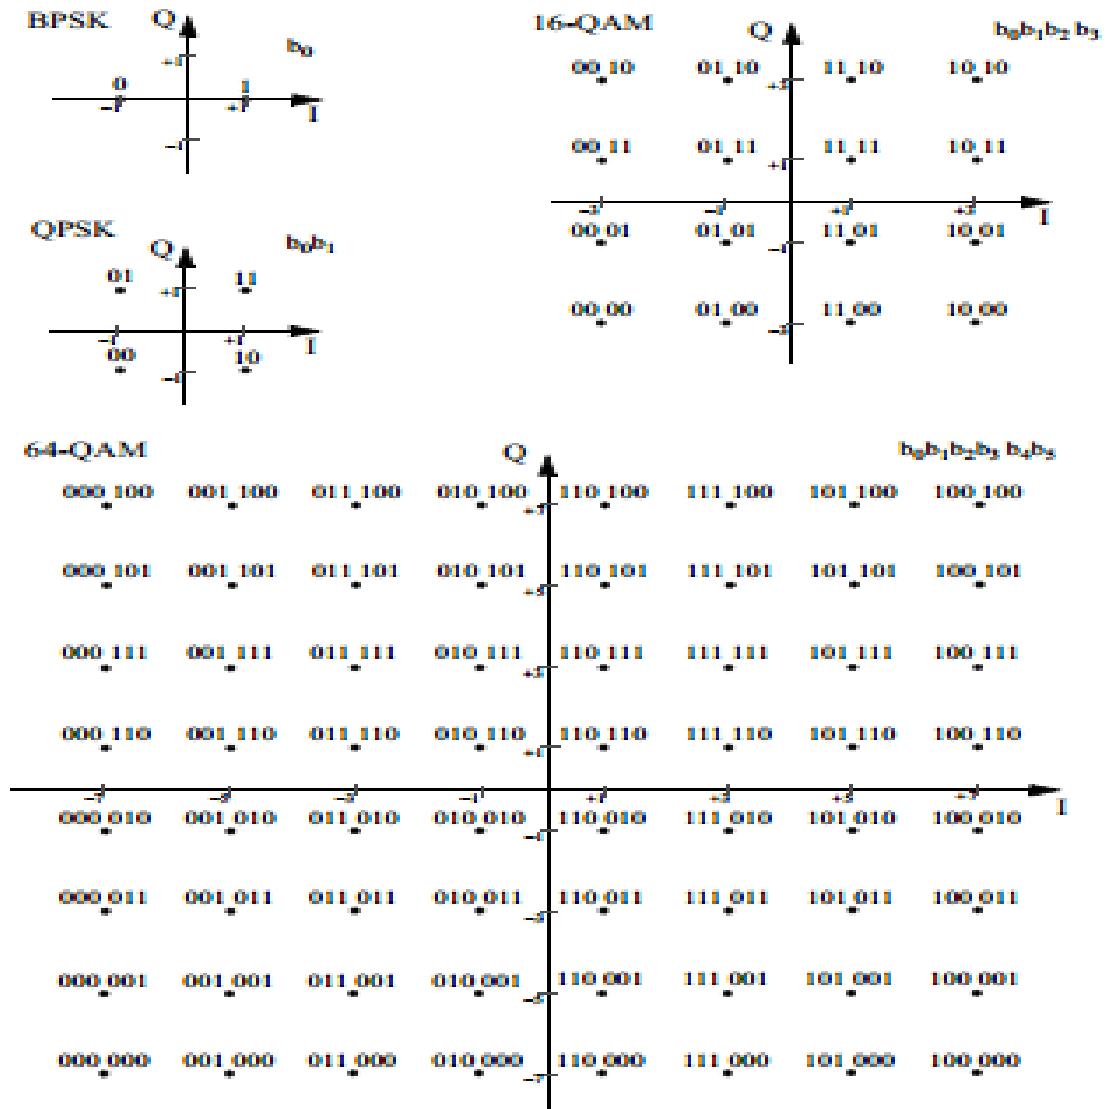 BPSK
Q
b0
+1
0 1
−1 +1
I
−1
QPSK
Q
b0b1
01 11
+1
−1 +1
I
00 10
−1
16-QAM
Q
b0b1b2 b3
00 10 01 10 11 10 10 10
+3
00 11 01 11 11 11 10 11
+1
−3 −1 +1 +3
I
00 01 01 01 11 01 10 01
−1
00 00 01 00 11 00 10 00
−3
64-QAM
Q
b0b1b2b3 b4b5
000 100 001 100 011 100 010 100 110 100 111 100 101 100 100 100
+7
000 101 001 101 011 101 010 101 110 101 111 101 101 101 100 101
+5
000 111 001 111 011 111 010 111 110 111 111 111 101 111 100 111
+3
000 110 001 110 011 110 010 110 110 110 111 110 101 110 100 110
+1
−7 −5 −3 −1 +1 +3 +5 +7
I
000 010 001 010 011 010 010 010 110 010 111 010 101 010 100 010
−1
000 011 001 011 011 011 010 011 110 011 111 011 101 011 100 011
−3
000 001 001 001 011 001 010 001 110 001 111 001 101 001 100 001
−5
000 000 001 000 011 000 010 000 110 000 111 000 101 000 100 000
−7